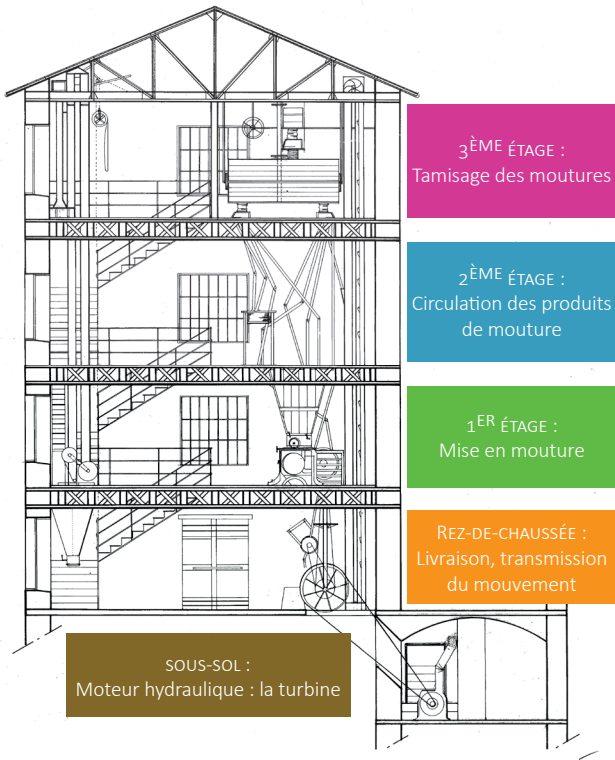 3ÈME ÉTAGE :
Tamisage des moutures
2ÈME ÉTAGE :
Circulation des produits
de mouture
1ER ÉTAGE :
Mise en mouture
REZ-DE-CHAUSSÉE :
Livraison, transmission
du mouvement
SOUS-SOL :
Moteur hydraulique : la turbine